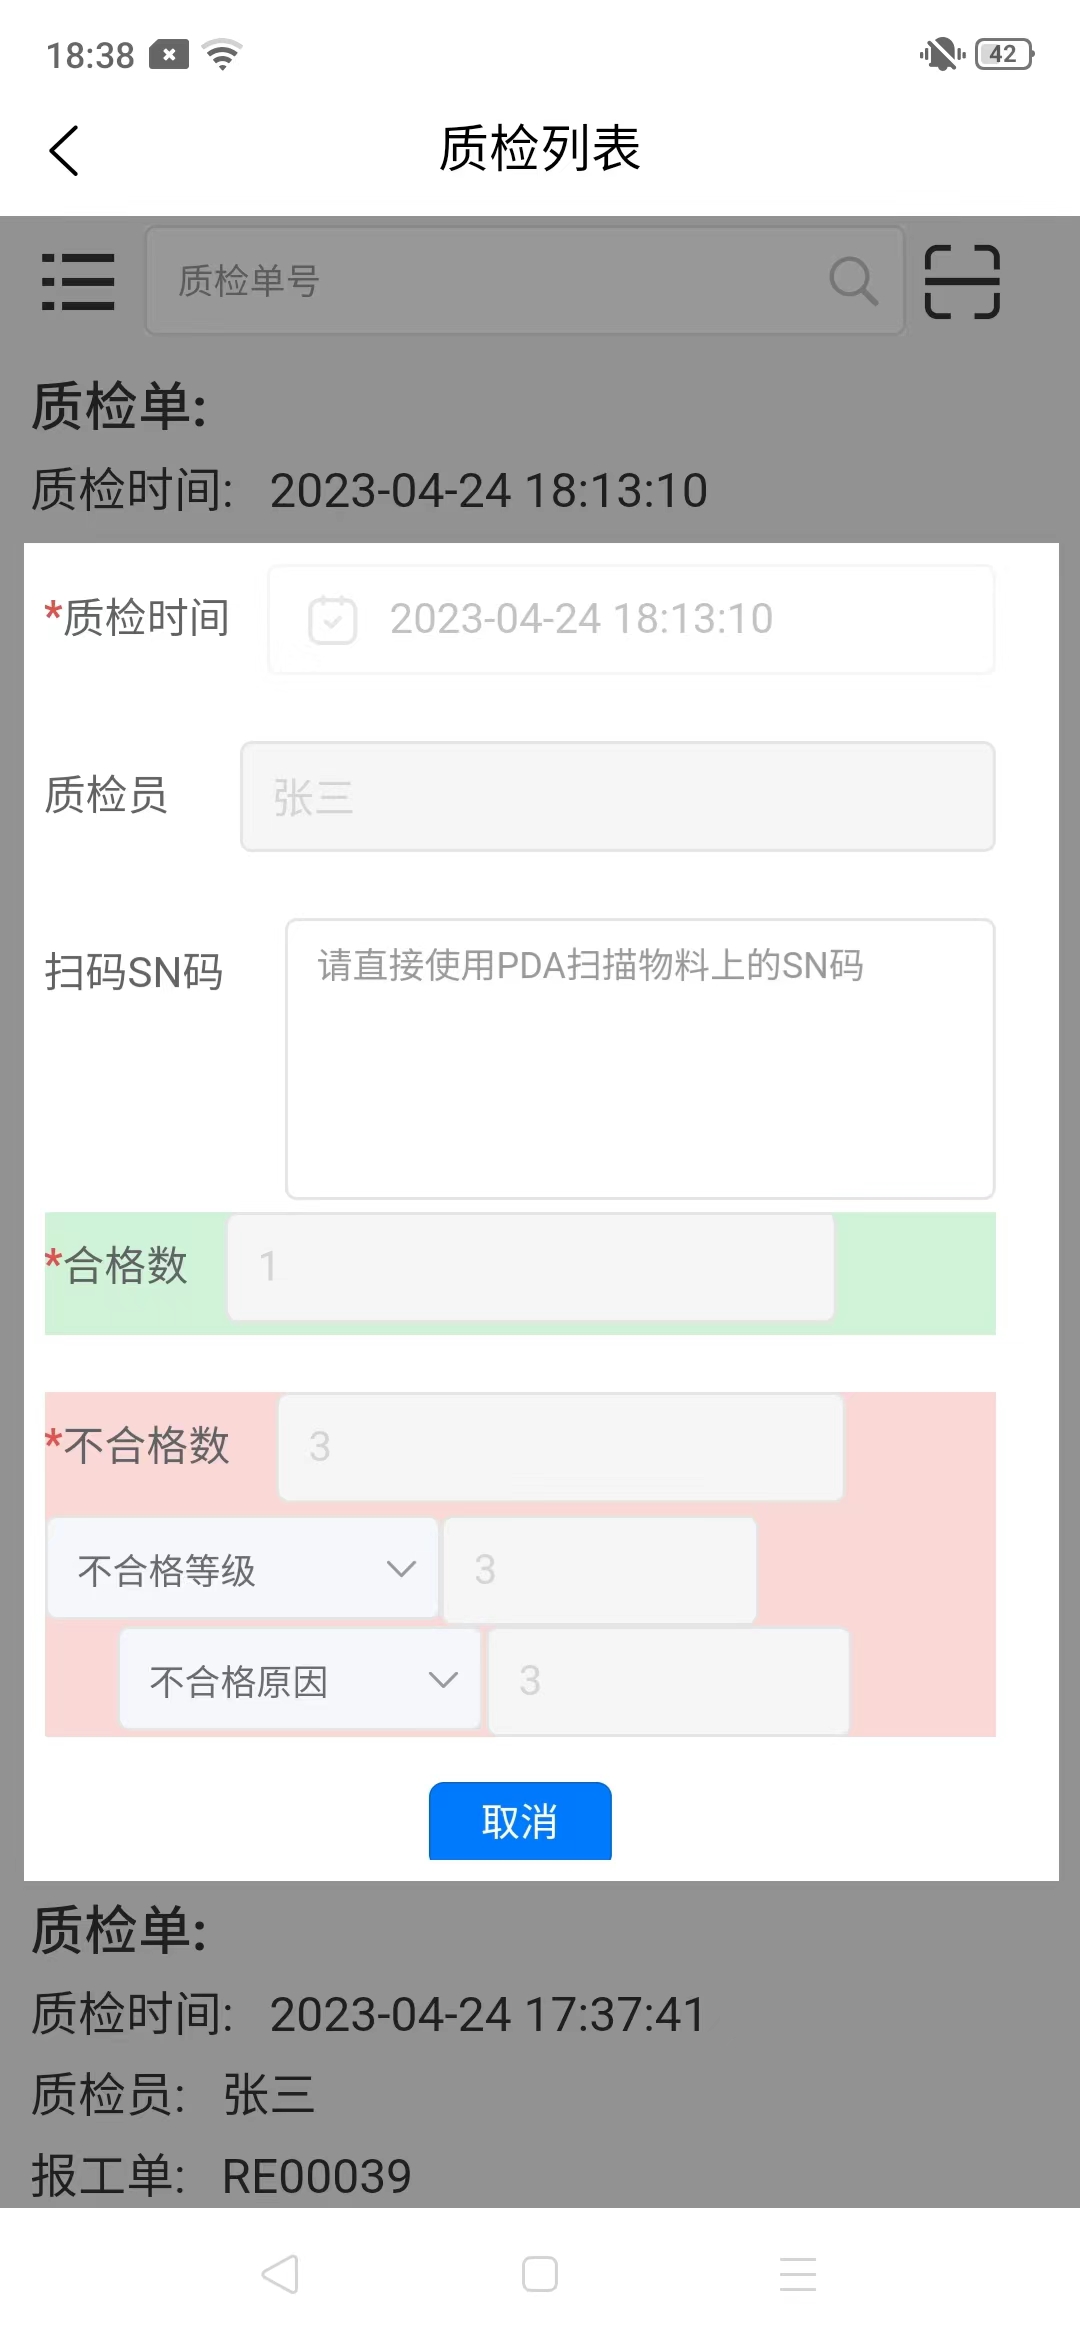 18:38
42
质检列表
质检单号
质检单:
质检时间: 2023-04-24 18:13:10
*质检时间 2023-04-24 18:13:10
质检员 张三
扫码SN码 请直接使用PDA扫描物料上的SN码
*合格数 1
*不合格数 3
不合格等级 3
不合格原因 3
取消
质检单:
质检时间: 2023-04-24 17:37:41
质检员: 张三
报工单: RE00039